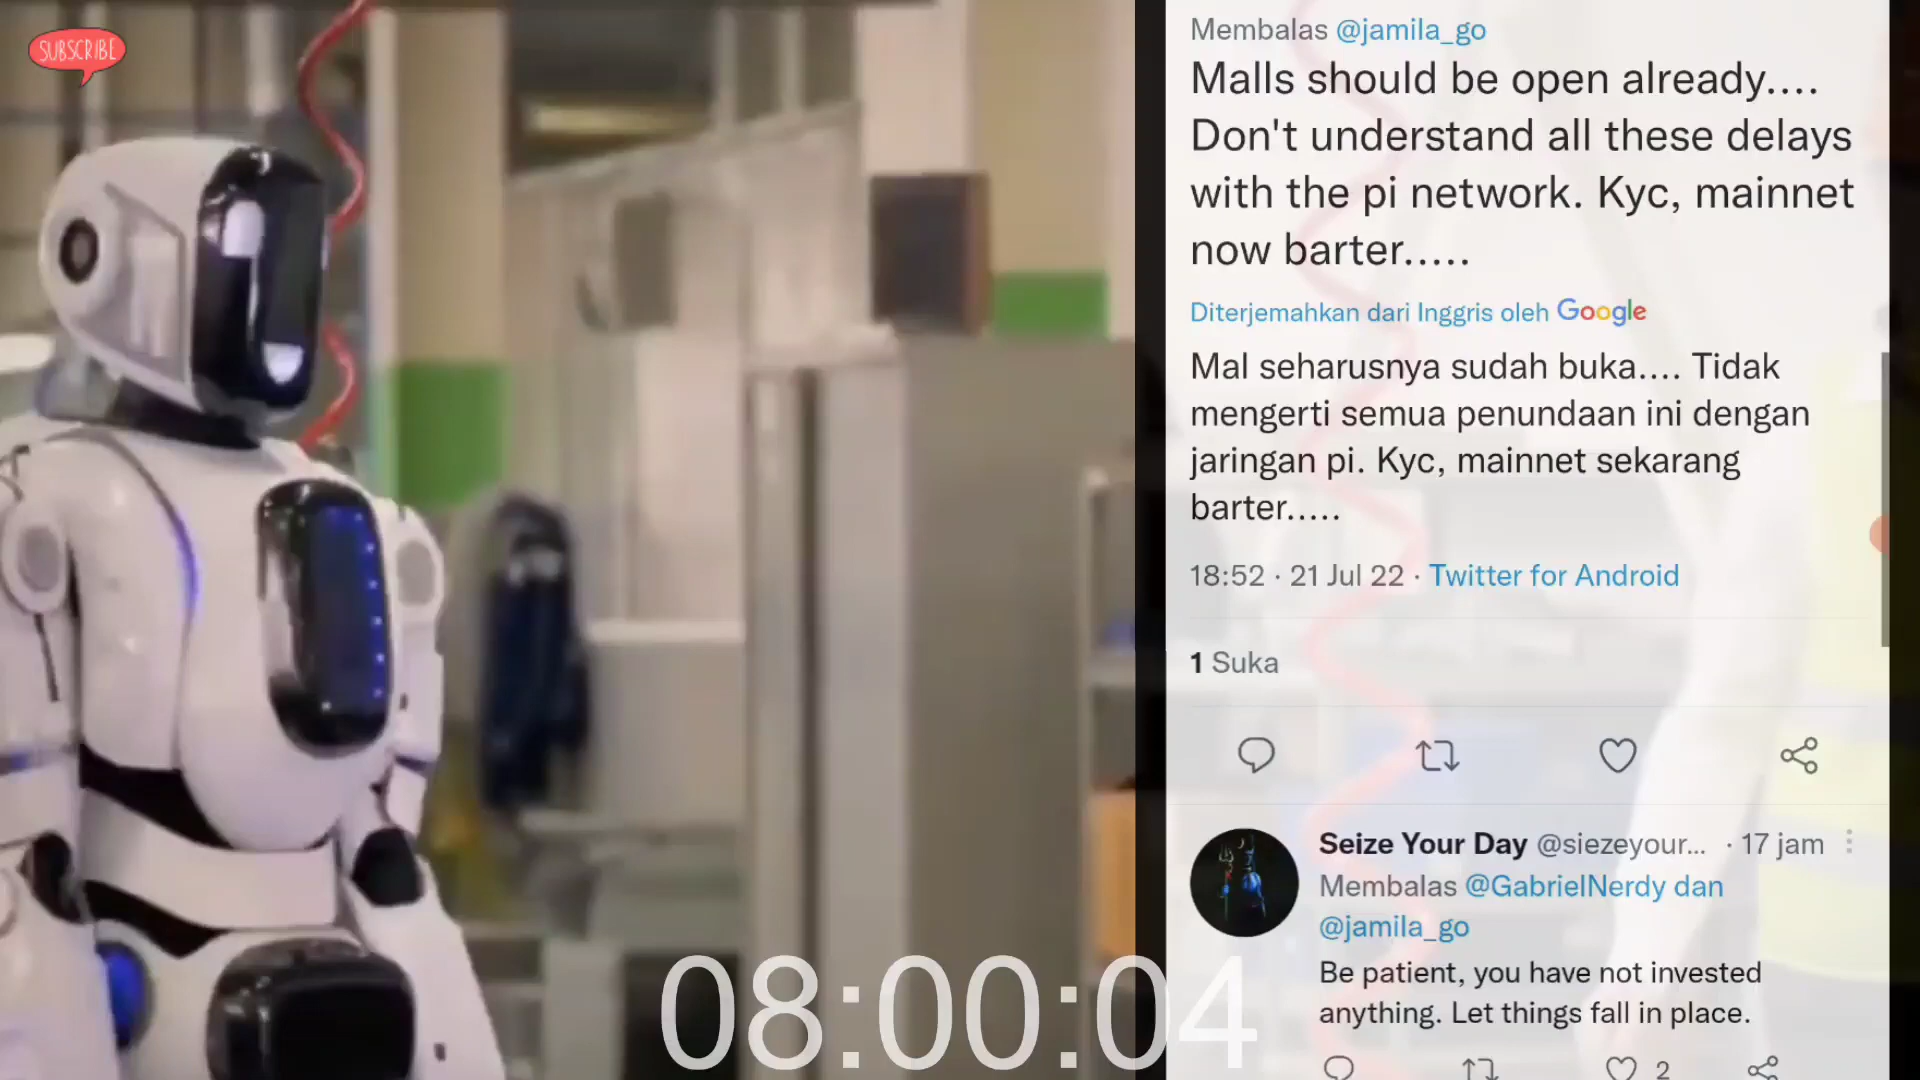 SUBSCRIBE
Membalas @jamila_go
Malls should be open already....
Don't understand all these delays
with the pi network. Kyc, mainnet
now barter.....
Diterjemahkan dari Inggris oleh Google
Mal seharusnya sudah buka.... Tidak
mengerti semua penundaan ini dengan
jaringan pi. Kyc, mainnet sekarang
barter.....
18:52 · 21 Jul 22 · Twitter for Android
1 Suka
Seize Your Day @siezeyour... · 17 jam
Membalas @GabrielNerdy dan
@jamila_go
Be patient, you have not invested
anything. Let things fall in place.
2
08:00:04